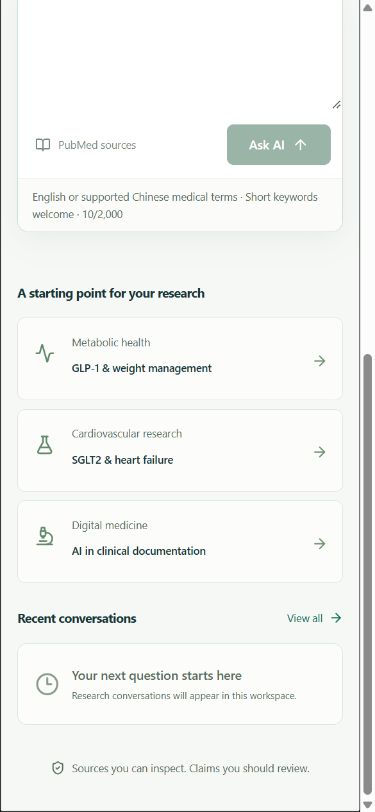 PubMed sources
Ask AI
English or supported Chinese medical terms · Short keywords
welcome · 10/2,000
A starting point for your research
Metabolic health
GLP-1 & weight management
Cardiovascular research
SGLT2 & heart failure
Digital medicine
AI in clinical documentation
Recent conversations
View all
Your next question starts here
Research conversations will appear in this workspace.
Sources you can inspect. Claims you should review.